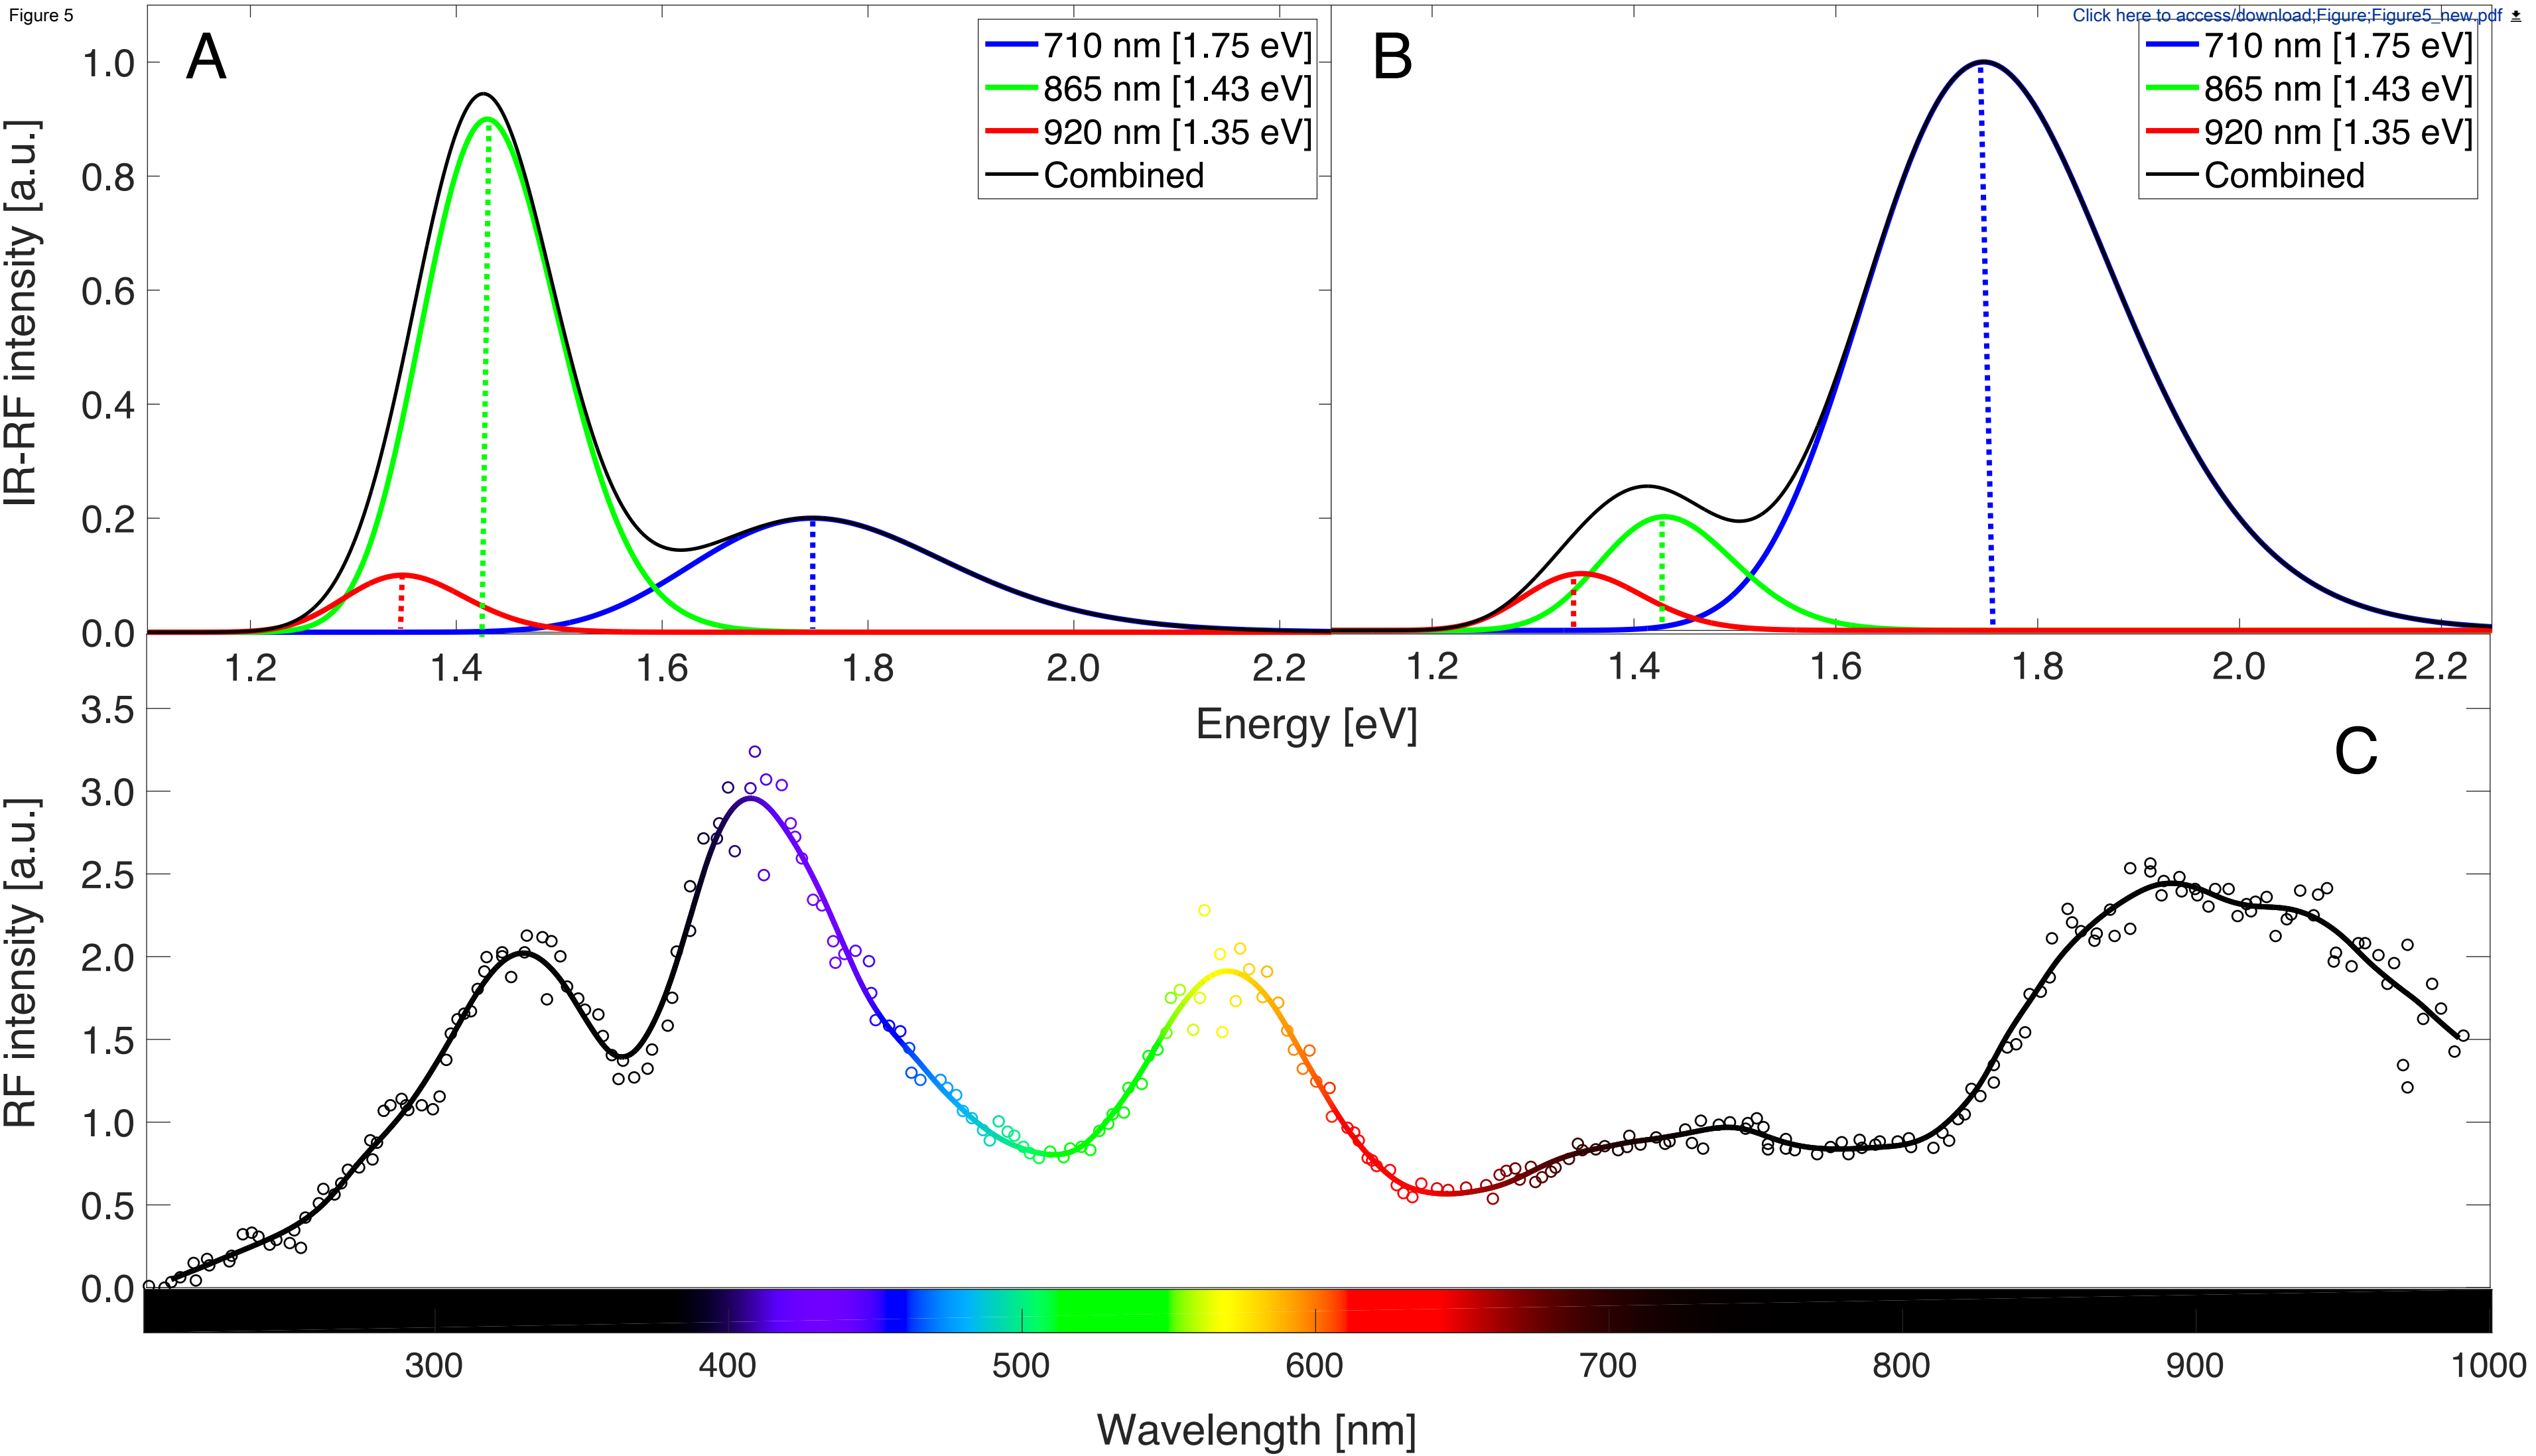 Figure 5
Click here to access/download;Figure;Figure5_new.pdf
A
710 nm [1.75 eV]
865 nm [1.43 eV]
920 nm [1.35 eV]
Combined
B
710 nm [1.75 eV]
865 nm [1.43 eV]
920 nm [1.35 eV]
Combined
IR-RF intensity [a.u.]
1.0
0.8
0.6
0.4
0.2
0.0
1.2 1.4 1.6 1.8 2.0 2.2
1.2 1.4 1.6 1.8 2.0 2.2
Energy [eV]
C
RF intensity [a.u.]
3.5
3.0
2.5
2.0
1.5
1.0
0.5
0.0
300 400 500 600 700 800 900 1000
Wavelength [nm]